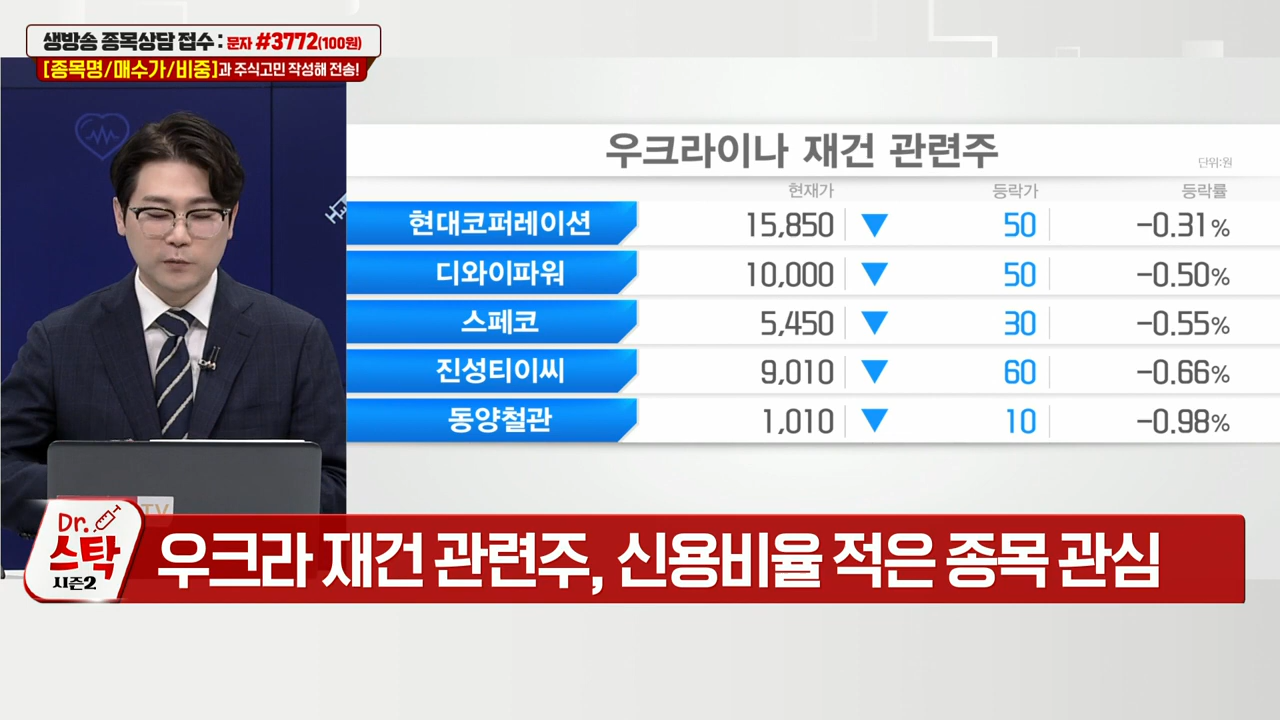 생방송 종목상담 접수 : 문자 #3772(100원)
[종목명/매수가/비중]과 주식고민 작성해 전송!
우크라이나 재건 관련주
단위:원
현재가 등락가 등락률
현대코퍼레이션 15,850 ▼ 50 -0.31%
디와이파워 10,000 ▼ 50 -0.50%
스페코 5,450 ▼ 30 -0.55%
진성티이씨 9,010 ▼ 60 -0.66%
동양철관 1,010 ▼ 10 -0.98%
TV
Dr.
스탁
시즌2
우크라 재건 관련주, 신용비율 적은 종목 관심